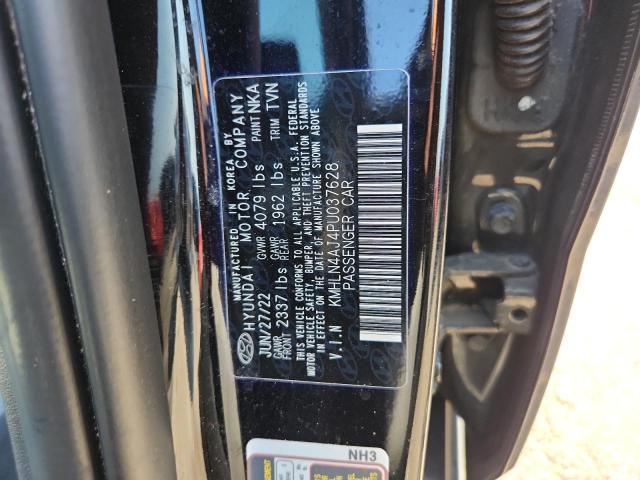 MANUFACTURED IN KOREA BY
HYUNDAI MOTOR COMPANY
JUN/27/22 GVWR 4079 lbs PAINT NKA
GAWR FRONT 2337 lbs GAWR REAR 1962 lbs TRIM TVN
THIS VEHICLE CONFORMS TO ALL APPLICABLE U.S.A. FEDERAL
MOTOR VEHICLE SAFETY, BUMPER, AND THEFT PREVENTION STANDARDS
IN EFFECT ON THE DATE OF MANUFACTURE SHOWN ABOVE
V.I.N KMHLN4AJ4PU037628
PASSENGER CAR
NH3